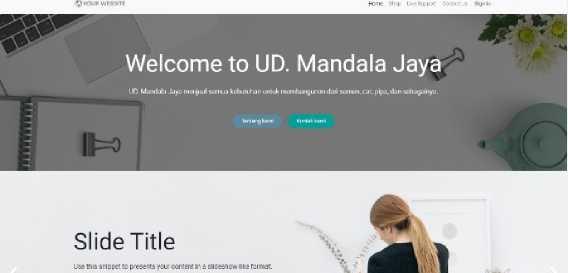 YOUR WEBSITE
Home Shop Live Support Contact us Sign in
Welcome to UD. Mandala Jaya
UD. Mandala Jaya menjual semua kebutuhan untuk membangunan dari semen, cat, pipa, dan sebagainya.
Tentang kami Kontak kami
Slide Title
Use this snippet to presents your content in a slideshow-like format.